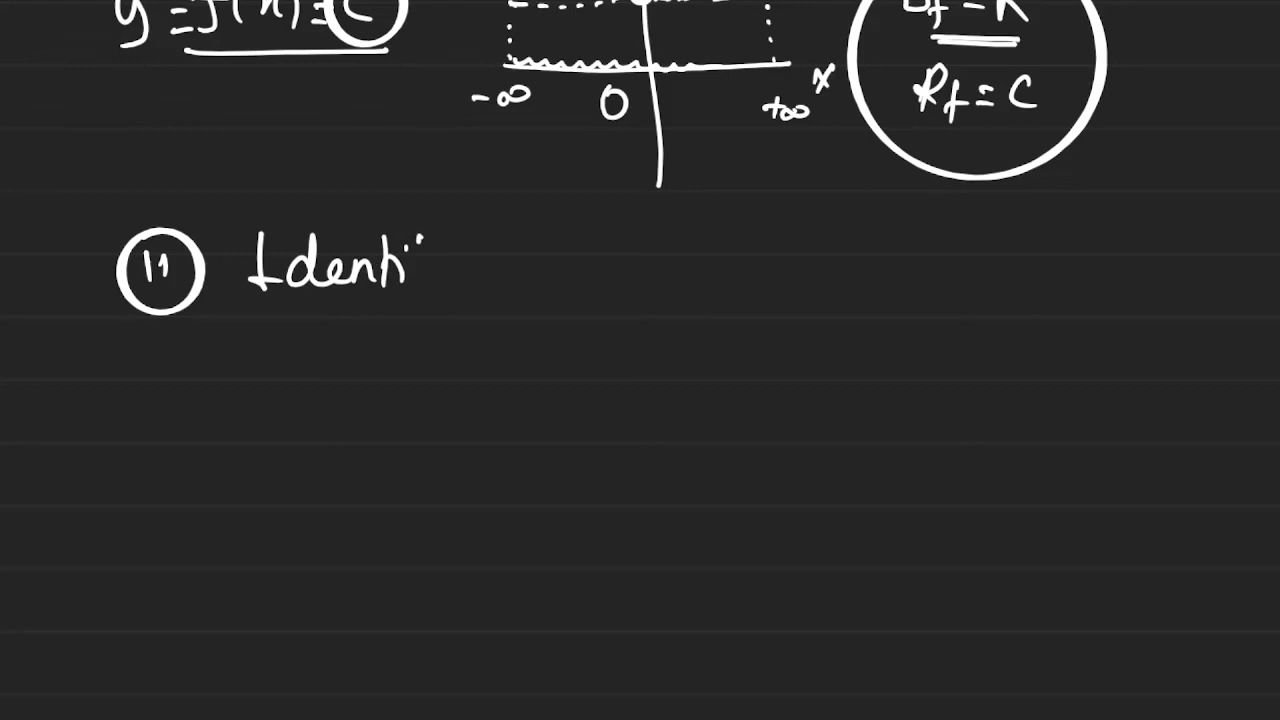 y = f(x) = C
Df = R
Rf = C
-∞ 0 +∞ x
11 Identi